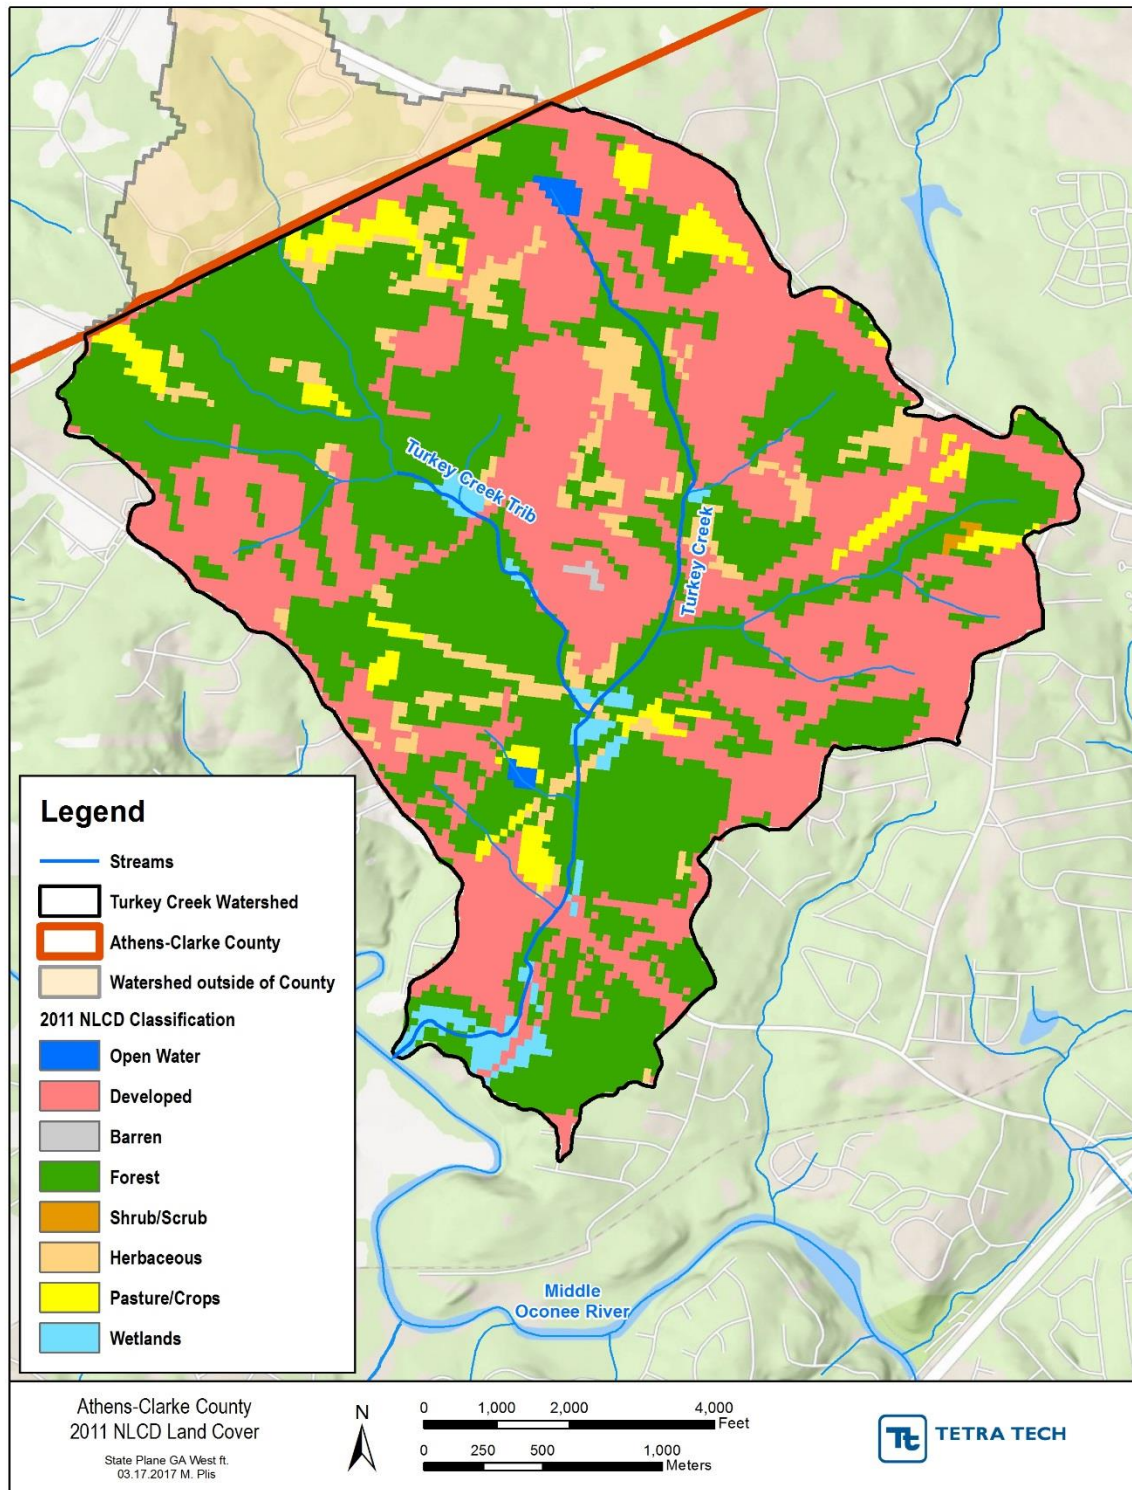 Turkey Creek Trib
Turkey Creek
Legend
Streams
Turkey Creek Watershed
Athens-Clarke County
Watershed outside of County
2011 NLCD Classification
Open Water
Developed
Barren
Forest
Shrub/Scrub
Herbaceous
Pasture/Crops
Wetlands
Middle
Oconee River
Athens-Clarke County
2011 NLCD Land Cover
State Plane GA West ft.
03.17.2017 M. Plis
N
0 1,000 2,000 4,000
Feet
0 250 500 1,000
Meters
Tt TETRA TECH